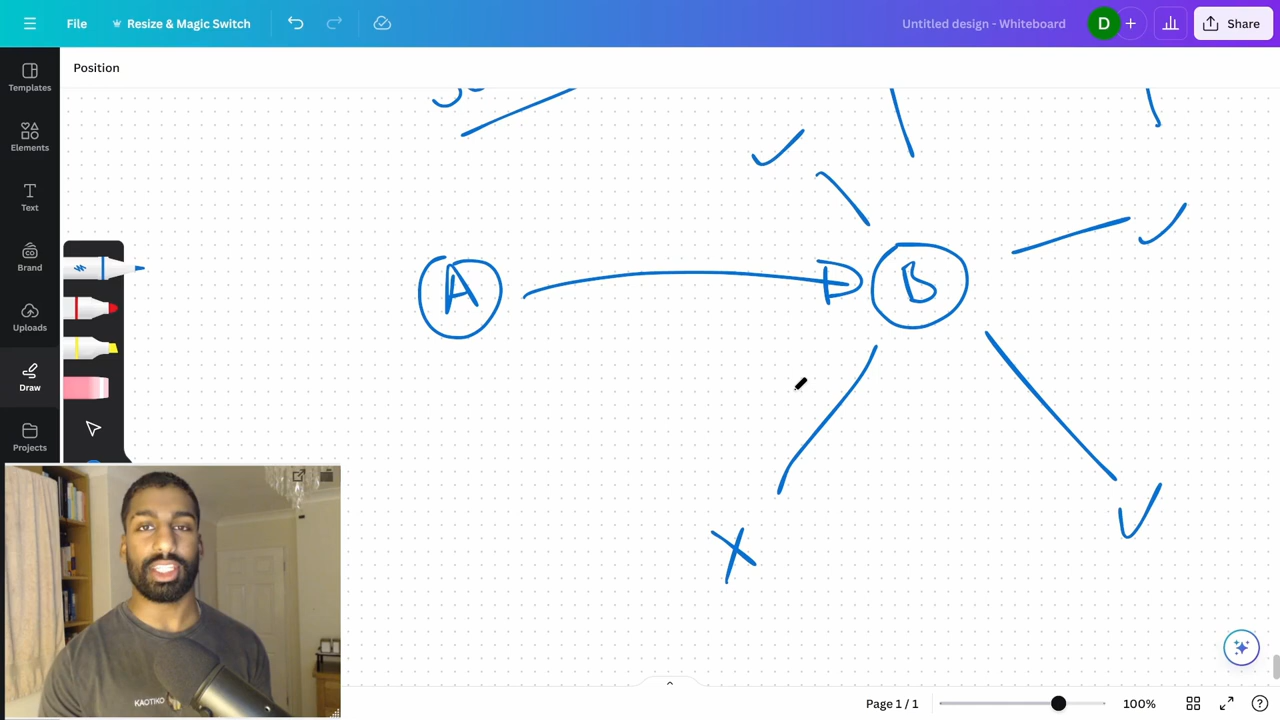 File
Resize & Magic Switch
Untitled design - Whiteboard
D
Share
Position
Templates
Elements
T
Text
Brand
Uploads
Draw
Projects
A
B
X
KAOTIKO
Page 1 / 1
100%